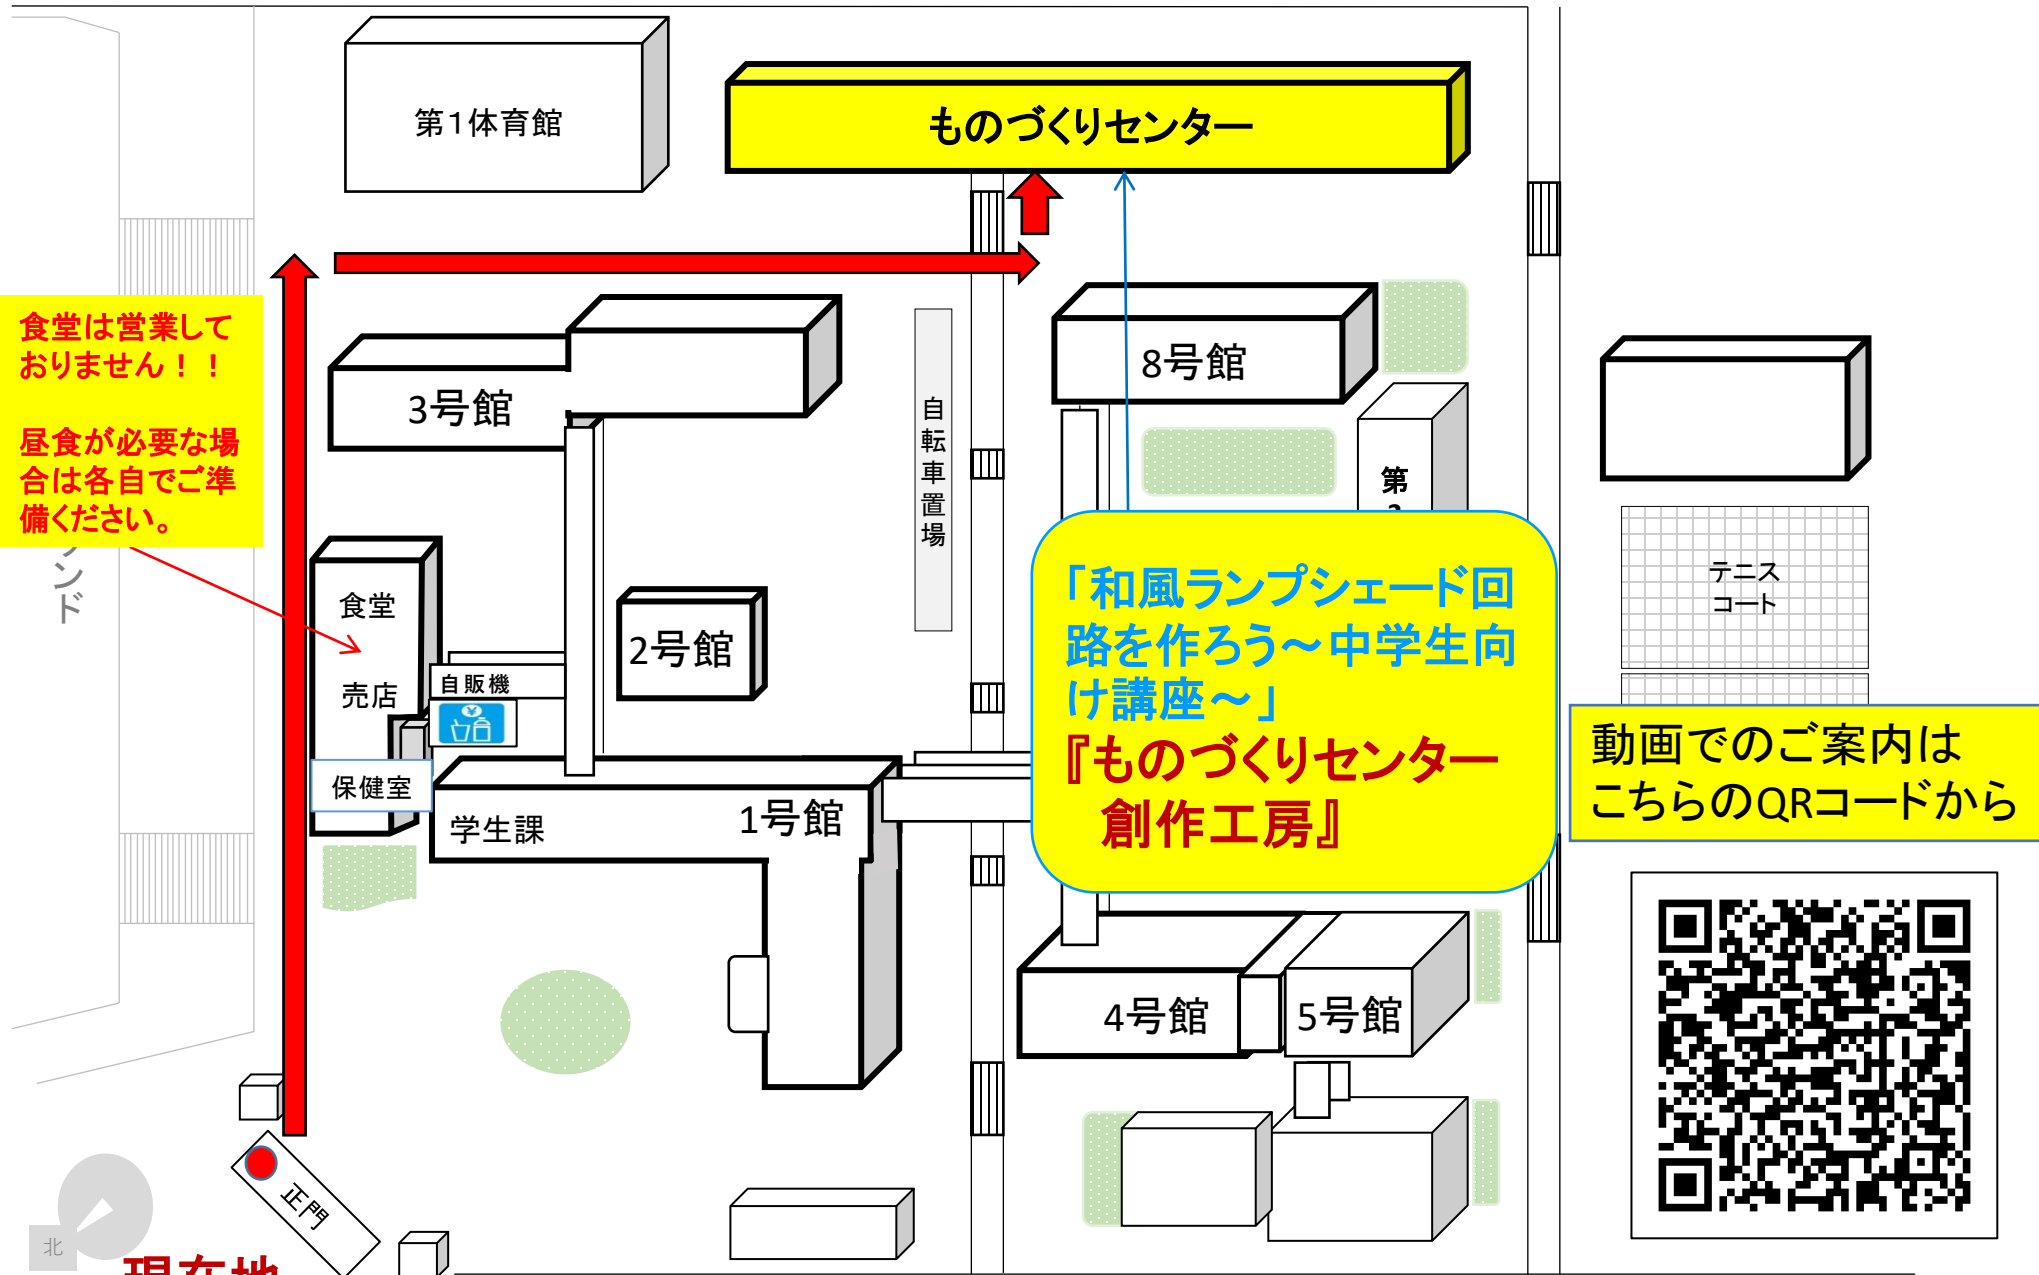 第1体育館
ものづくりセンター
食堂は営業して
おりません！！
昼食が必要な場
合は各自でご準
備ください。
ンド
3号館
自転車置場
8号館
第
食堂
売店
自販機
保健室
2号館
学生課
1号館
「和風ランプシェード回
路を作ろう～中学生向
け講座～」
『ものづくりセンター
創作工房』
テニス
コート
動画でのご案内は
こちらのQRコードから
4号館
5号館
正門
北
現在地